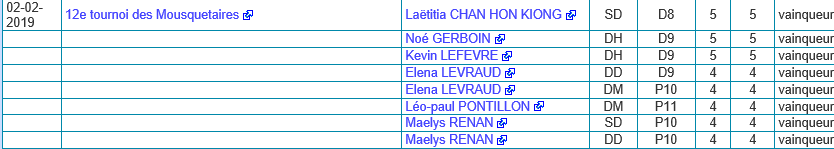 02-02-2019 12e tournoi des Mousquetaires Laëtitia CHAN HON KIONG SD D8 5 5 vainqueur
Noé GERBOIN DH D9 5 5 vainqueur
Kevin LEFEVRE DH D9 5 5 vainqueur
Elena LEVRAUD DD D9 4 4 vainqueur
Elena LEVRAUD DM P10 4 4 vainqueur
Léo-paul PONTILLON DM P11 4 4 vainqueur
Maelys RENAN SD P10 4 4 vainqueur
Maelys RENAN DD P10 4 4 vainqueur